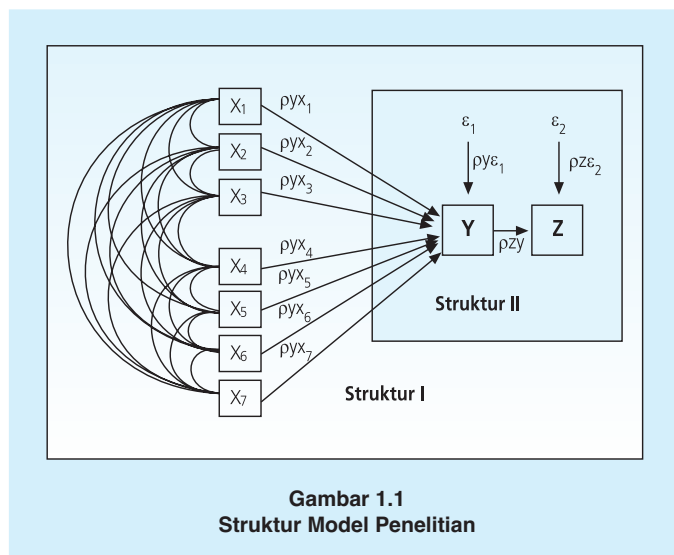 X₁ ρyx₁
X₂ ρyx₂
X₃ ρyx₃
X₄ ρyx₄
X₅ ρyx₅
X₆ ρyx₆
X₇ ρyx₇
ε₁ ε₂
ρyε₁ ρzε₂
Y Z
ρzy
Struktur II
Struktur I
Gambar 1.1
Struktur Model Penelitian